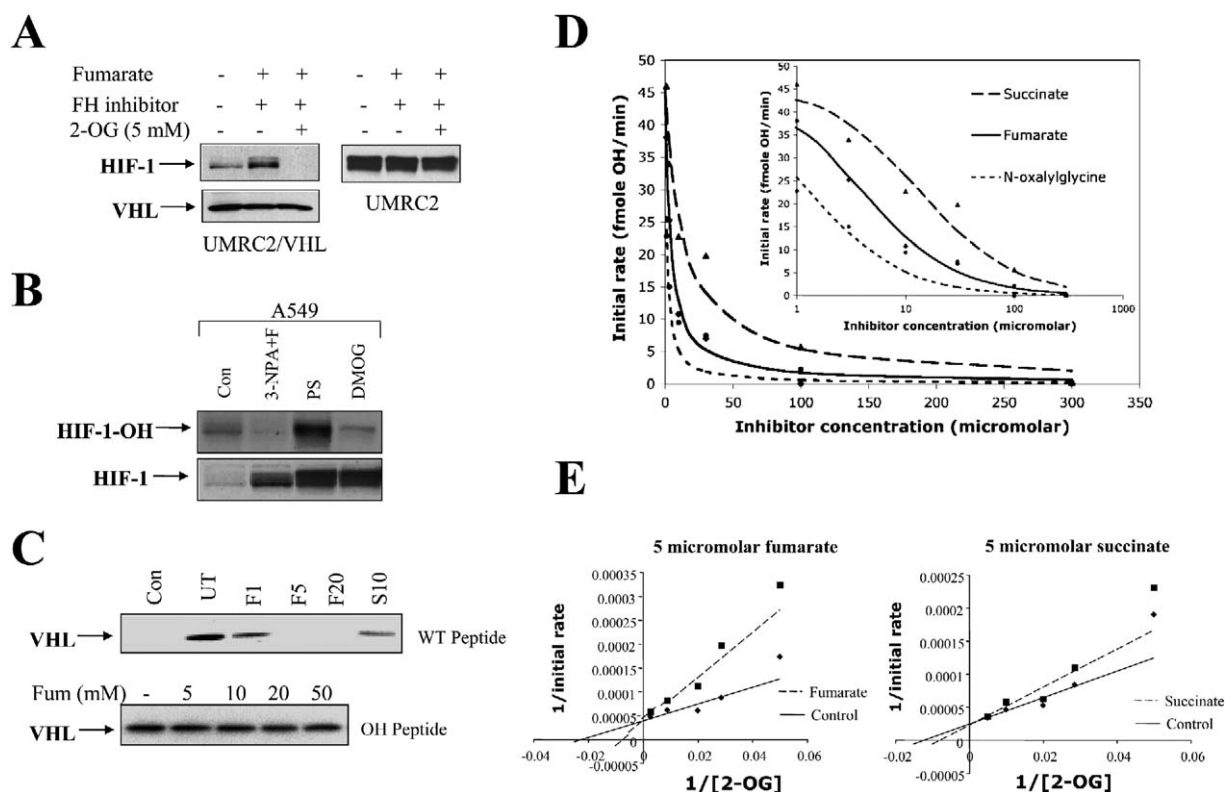 A
Fumarate - + + - + +
FH inhibitor - + + - + +
2-OG (5 mM) - - + - - +
HIF-1
VHL
UMRC2/VHL
UMRC2
B
A549
Con 3-NPA+F PS DMOG
HIF-1-OH
HIF-1
C
Con UT F1 F5 F20 S10
VHL WT Peptide
Fum (mM) - 5 10 20 50
VHL OH Peptide
D
Initial rate (fmole OH/min)
50
45
40
35
30
25
20
15
10
5
0
0 50 100 150 200 250 300 350
Inhibitor concentration (micromolar)
Initial rate (fmole OH/min)
50
45
40
35
30
25
20
15
10
5
0
1 10 100 1000
Inhibitor concentration (micromolar)
Succinate
Fumarate
N-oxalylglycine
E
5 micromolar fumarate
1/initial rate
0.00035
0.0003
0.00025
0.0002
0.00015
0.0001
0.00005
0
-0.00005
-0.04 -0.02 0 0.02 0.04 0.06
1/[2-OG]
Fumarate
Control
5 micromolar succinate
1/initial rate
0.00025
0.0002
0.00015
0.0001
0.00005
0
-0.00005
-0.02 0 0.02 0.04 0.06
1/[2-OG]
Succinate
Control